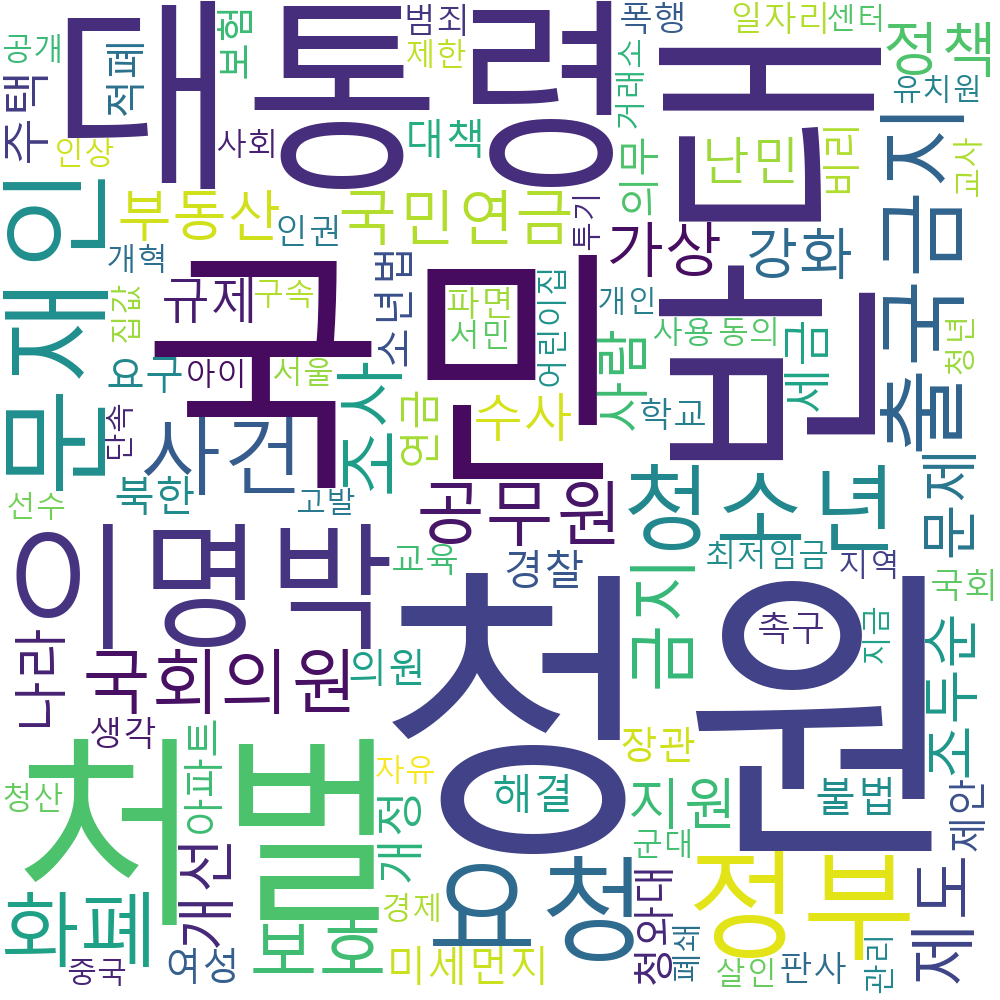 공개
대통령
보험
범죄
폭행
일자리
센터
정책
적폐
제한
거래소
반대
유치원
주택
인상
사회
대책
난민
비리
출국금지
교사
문재인
부동산
인권
국민연금
투기
의무
가상
강화
개혁
집값
규제
구속
국민
소년법
파면
서민
어린이집
개인
사용
동의
세금
청년
요구
아이
서울
조사
사람
단속
사건
연금
수사
학교
선수
북한
고발
공무원
청소년
문제
이명박
교육
경찰
최저임금
지역
국회
나라
국회의원
의원
청원
금지
촉구
지금
조두순
생각
처벌
아파트
자유
장관
청산
개정
해결
지원
불법
제안
개선
군대
화폐
보호
경제
요청
청와대
정부
제도
중국
여성
미세먼지
폐쇄
살인
판사
관리